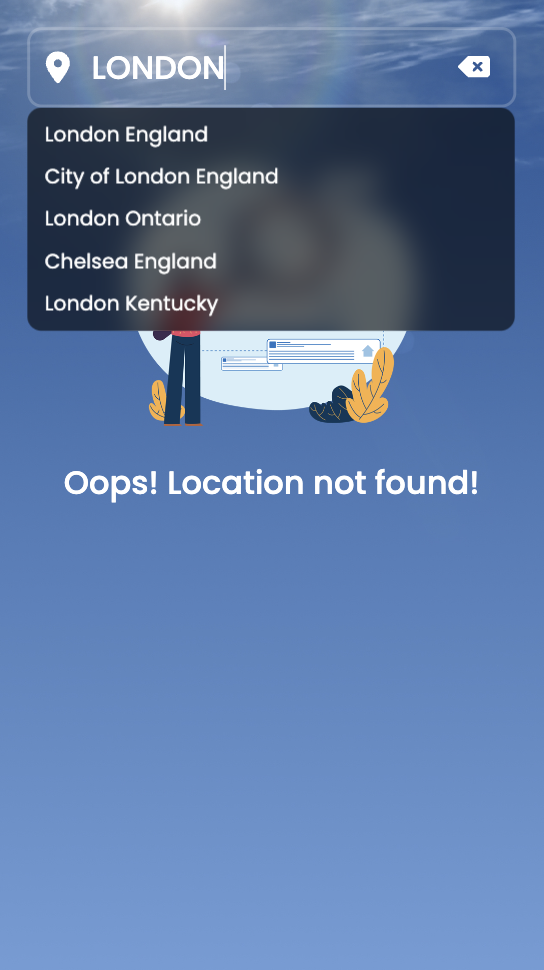 LONDON
London England
City of London England
London Ontario
Chelsea England
London Kentucky
Oops! Location not found!